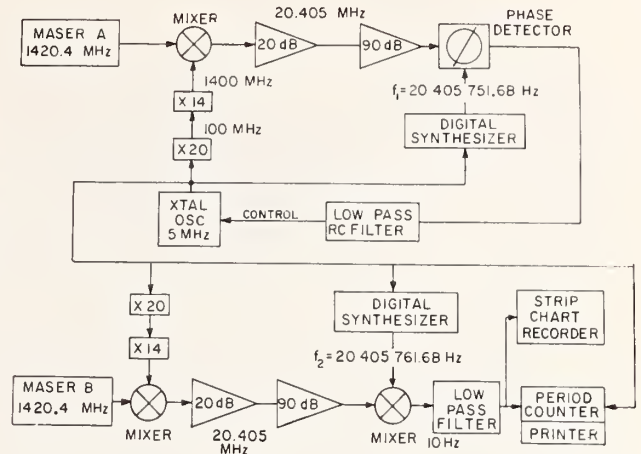 MASER A
1420.4 MHz
MIXER
20 dB
20.405 MHz
90 dB
PHASE
DETECTOR
1400 MHz
X 14
100 MHz
X 20
f₁=20 405 751.68 Hz
DIGITAL
SYNTHESIZER
XTAL
OSC
5 MHz
CONTROL
LOW PASS
RC FILTER
X 20
X 14
DIGITAL
SYNTHESIZER
f₂=20 405 761.68 Hz
STRIP
CHART
RECORDER
MASER B
1420.4 MHz
MIXER
20 dB
20.405
MHz
90 dB
MIXER
10 Hz
LOW
PASS
FILTER
PERIOD
COUNTER
PRINTER